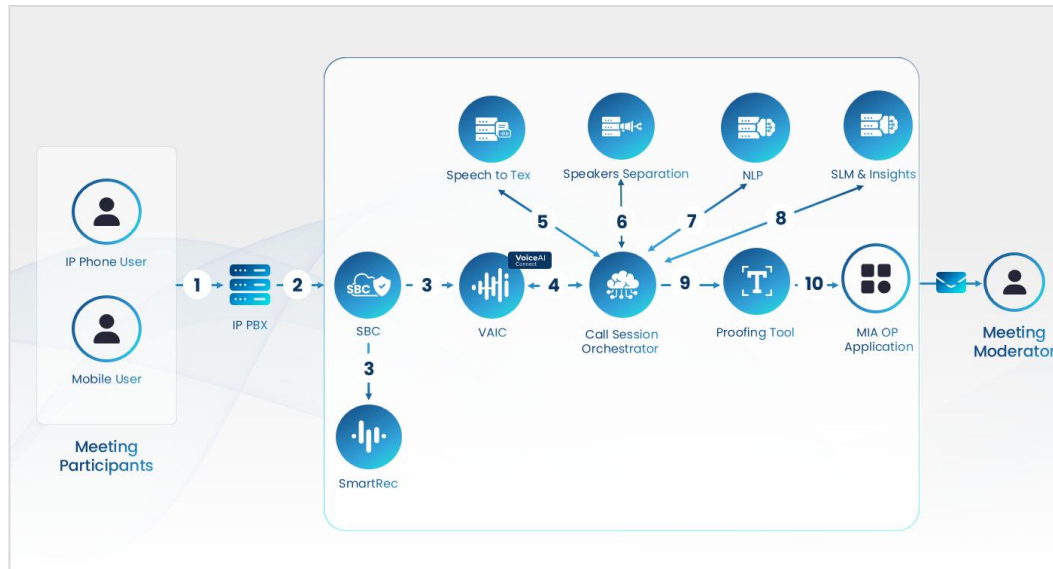 Speech to Tex
Speakers Separation
NLP
SLM & Insights
IP Phone User
5
6
7
8
VoiceAI
Connect
1
2
SBC
3
4
9
10
IP PBX
SBC
VAIC
Call Session
Orchestrator
Proofing Tool
MIA OP
Application
Meeting
Moderator
3
Mobile User
Meeting
Participants
SmartRec